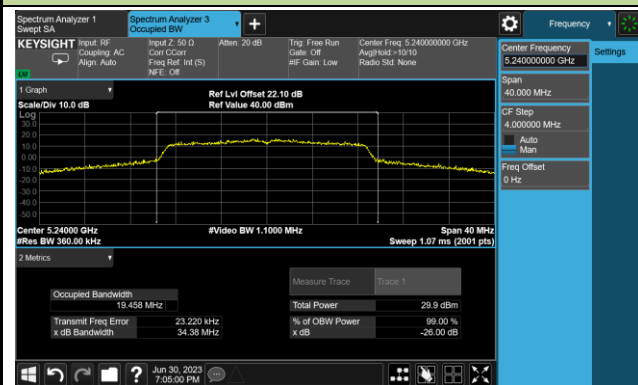 Spectrum Analyzer 1
Swept SA
Spectrum Analyzer 3
Occupied BW
Frequency
KEYSIGHT
Input: RF
Coupling: AC
Align: Auto
Input Z: 50 Ω
Corr CCorr
Freq Ref: Int (S)
NFE: Off
Atten: 20 dB
Trig: Free Run
Gate: Off
#IF Gain: Low
Center Freq: 5.240000000 GHz
Avg|Hold:>10/10
Radio Std: None
Center Frequency
5.240000000 GHz
Settings
Span
40.000 MHz
CF Step
4.000000 MHz
Auto
Man
Freq Offset
0 Hz
1 Graph
Scale/Div 10.0 dB
Ref Lvl Offset 22.10 dB
Ref Value 40.00 dBm
Log
30.0
20.0
10.0
0.00
-10.0
-20.0
-30.0
-40.0
-50.0
Center 5.24000 GHz
#Res BW 360.00 kHz
#Video BW 1.1000 MHz
Span 40 MHz
Sweep 1.07 ms (2001 pts)
2 Metrics
Measure Trace
Trace 1
Occupied Bandwidth
19.458 MHz
Total Power
29.9 dBm
Transmit Freq Error
23.220 kHz
% of OBW Power
99.00 %
x dB Bandwidth
34.38 MHz
x dB
-26.00 dB
Jun 30, 2023
7:05:00 PM